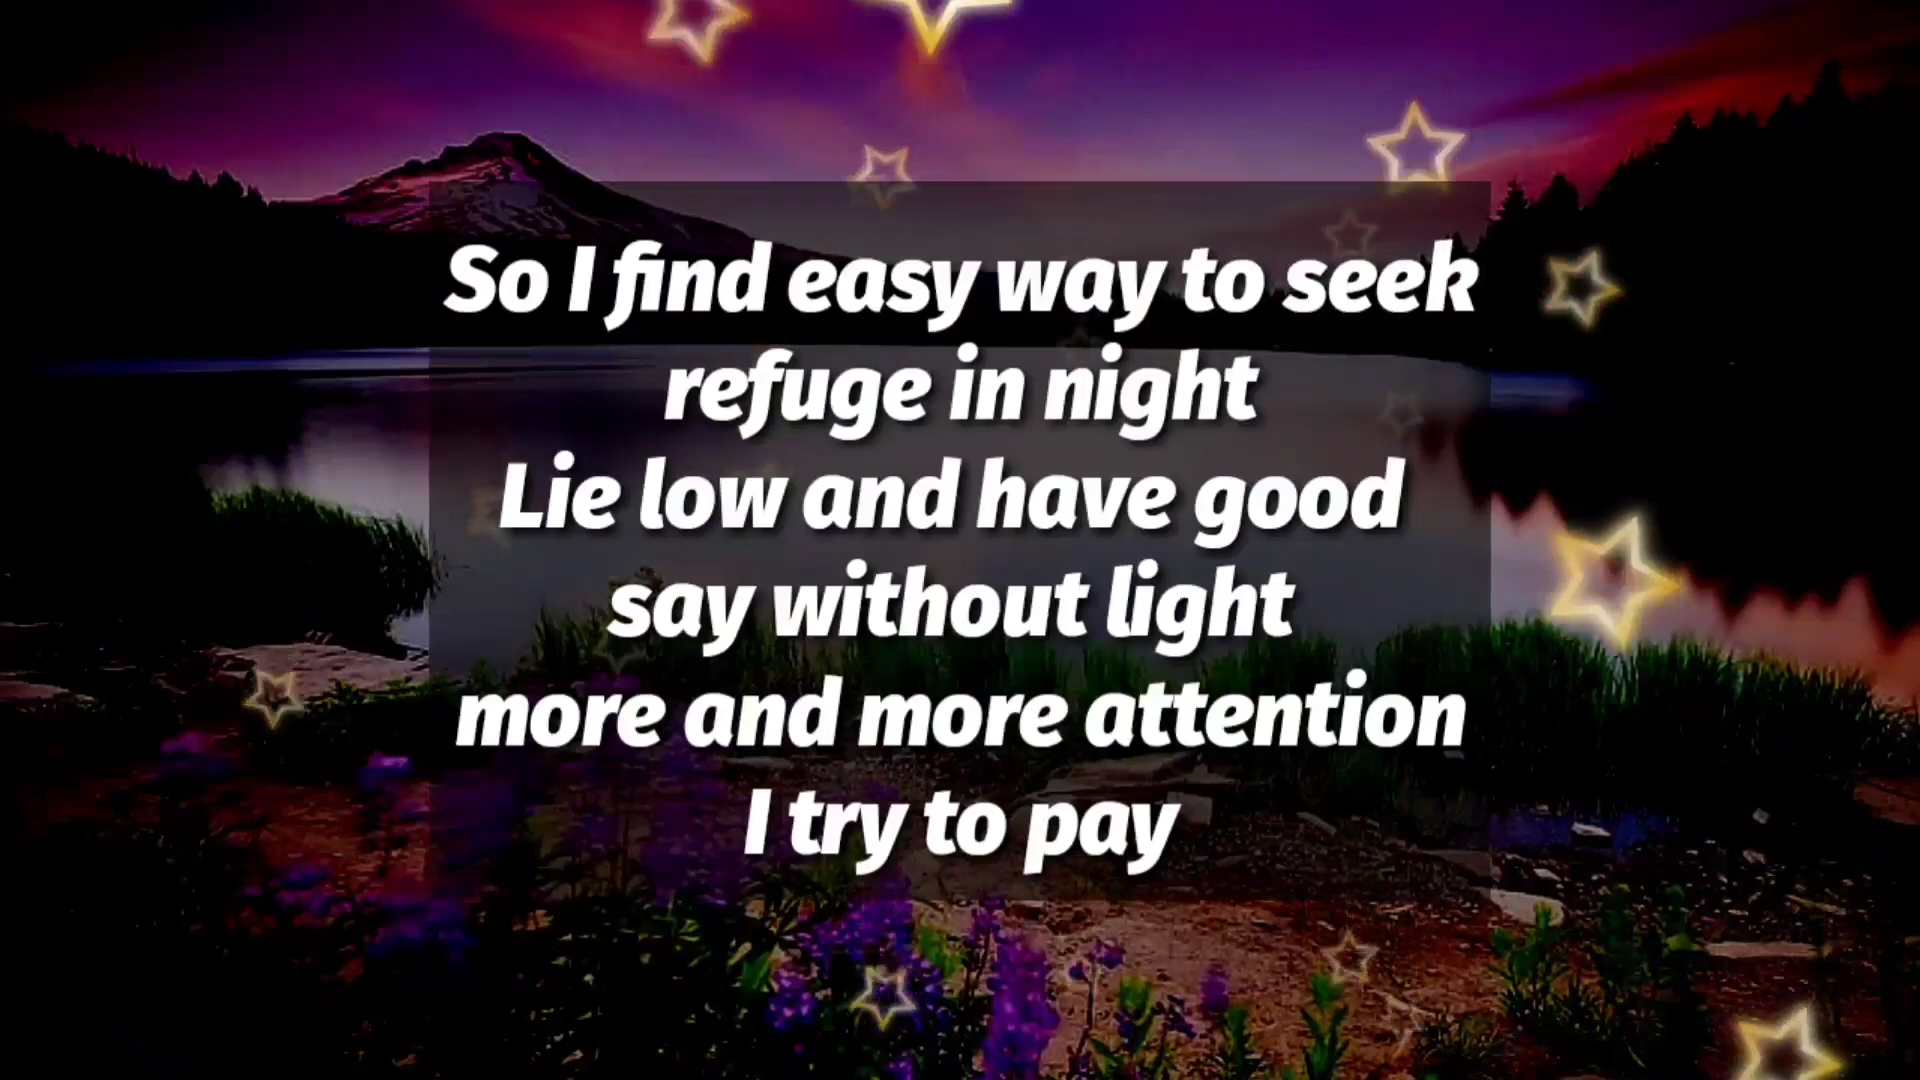 So I find easy way to seek
refuge in night
Lie low and have good
say without light
more and more attention
I try to pay